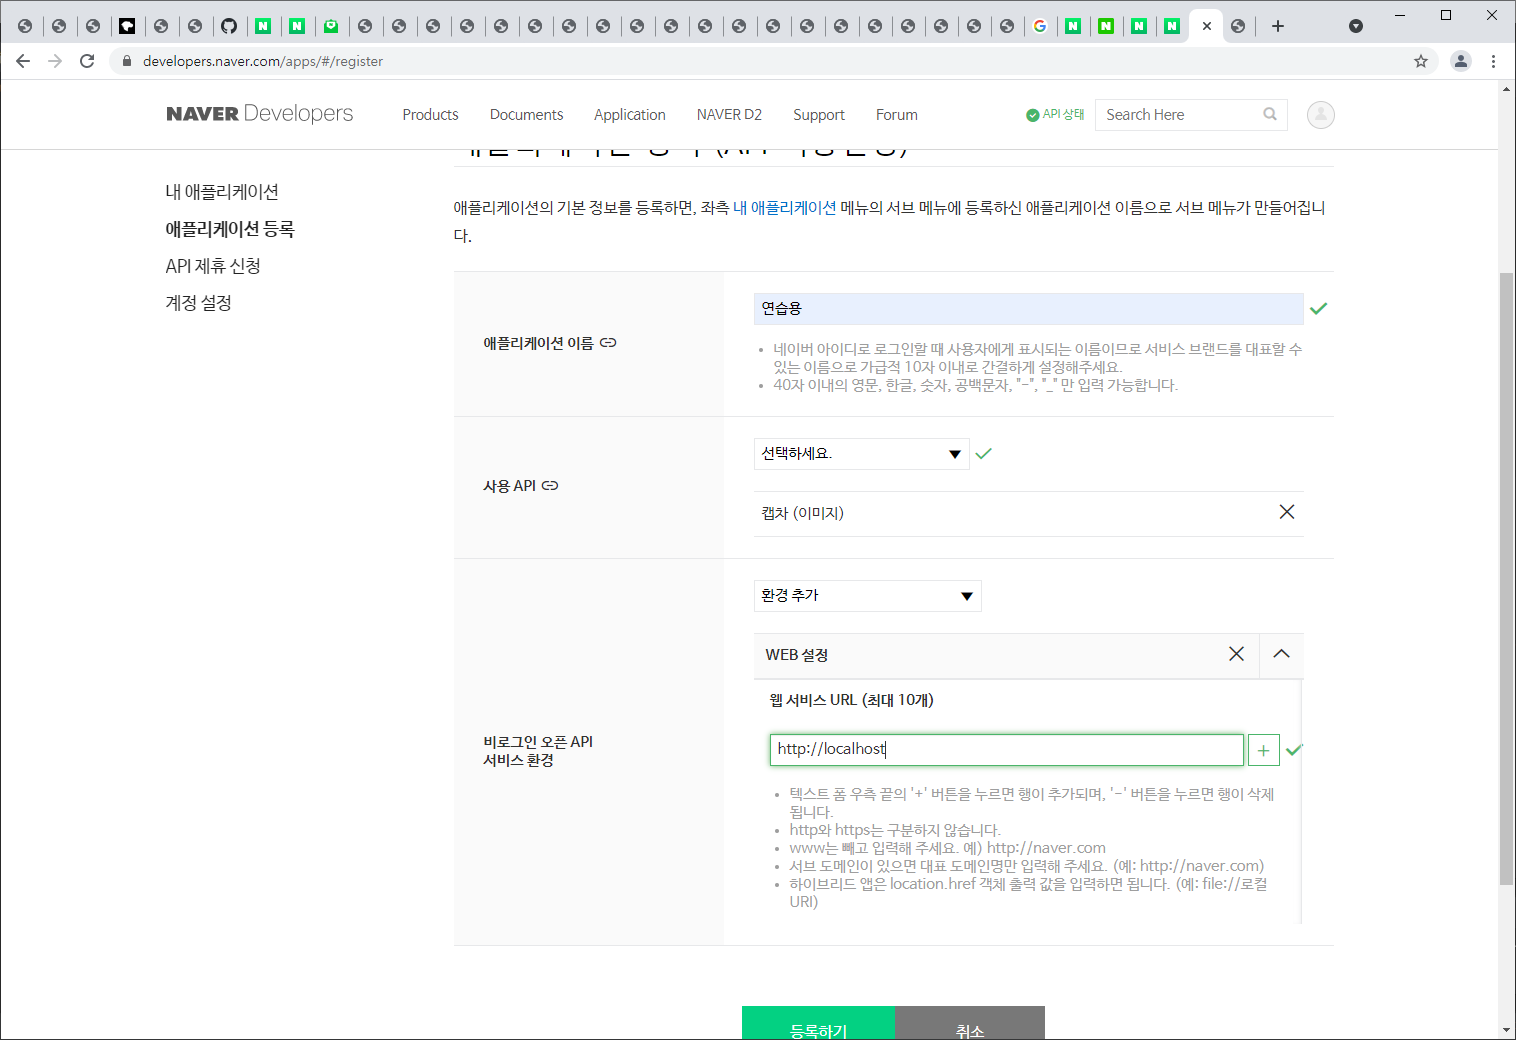 developers.naver.com/apps/#/register
NAVER Developers
Products
Documents
Application
NAVER D2
Support
Forum
API 상태
Search Here
내 애플리케이션
애플리케이션 등록
API 제휴 신청
계정 설정
애플리케이션의 기본 정보를 등록하면, 좌측 내 애플리케이션 메뉴의 서브 메뉴에 등록하신 애플리케이션 이름으로 서브 메뉴가 만들어집니
다.
애플리케이션 이름
연습용
네이버 아이디로 로그인할 때 사용자에게 표시되는 이름이므로 서비스 브랜드를 대표할 수
있는 이름으로 가급적 10자 이내로 간결하게 설정해주세요.
40자 이내의 영문, 한글, 숫자, 공백문자, "-", "_" 만 입력 가능합니다.
사용 API
선택하세요.
캡차 (이미지)
비로그인 오픈 API
서비스 환경
환경 추가
WEB 설정
웹 서비스 URL (최대 10개)
http://localhost
텍스트 폼 우측 끝의 '+' 버튼을 누르면 행이 추가되며, '-' 버튼을 누르면 행이 삭제
됩니다.
http와 https는 구분하지 않습니다.
www는 빼고 입력해 주세요. 예) http://naver.com
서브 도메인이 있으면 대표 도메인명만 입력해 주세요. (예: http://naver.com)
하이브리드 앱은 location.href 객체 출력 값을 입력하면 됩니다. (예: file://로컬
URI)
등록하기
취소